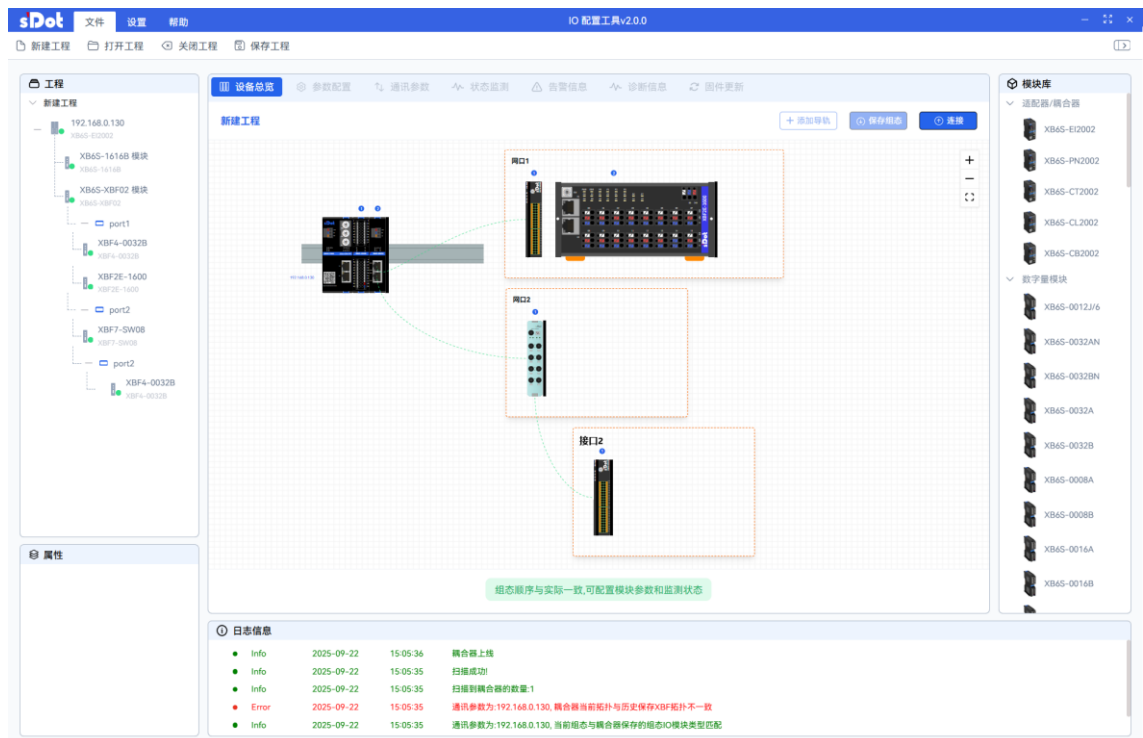 sDot 文件 设置 帮助 IO 配置工具v2.0.0
新建工程 打开工程 关闭工程 保存工程
工程
新建工程
192.168.0.130
XB6S-EI2002
XB6S-1616B 模块
XB6S-1616B
XB6S-XBF02 模块
XB6S-XBF02
port1
XBF4-0032B
XBF4-0032B
XBF2E-1600
XBF2E-1600
port2
XBF7-SW08
XBF7-SW08
port2
XBF4-0032B
XBF4-0032B
属性
设备总览 参数配置 通讯参数 状态监测 告警信息 诊断信息 固件更新
新建工程 + 添加导轨 保存组态 连接
网口1
网口2
接口2
组态顺序与实际一致,可配置模块参数和监测状态
模块库
适配器/耦合器
XB6S-EI2002
XB6S-PN2002
XB6S-CT2002
XB6S-CL2002
XB6S-CB2002
数字量模块
XB6S-0012J/6
XB6S-0032AN
XB6S-0032BN
XB6S-0032A
XB6S-0032B
XB6S-0008A
XB6S-0008B
XB6S-0016A
XB6S-0016B
日志信息
Info 2025-09-22 15:05:36 耦合器上线
Info 2025-09-22 15:05:35 扫描成功!
Info 2025-09-22 15:05:35 扫描到耦合器的数量:1
Error 2025-09-22 15:05:35 通讯参数为:192.168.0.130, 耦合器当前拓扑与历史保存XBF拓扑不一致
Info 2025-09-22 15:05:35 通讯参数为:192.168.0.130, 当前组态与耦合器保存的组态IO模块类型匹配